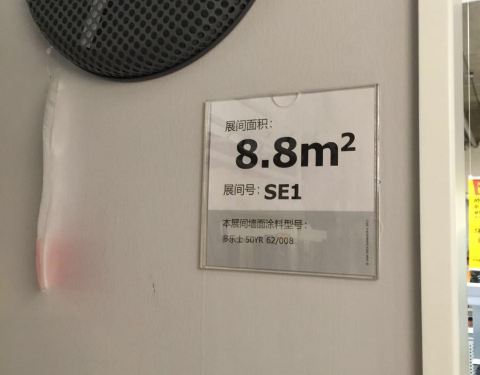 展间面积:
8.8m²
展间号: SE1
本展间墙面涂料型号:
多乐士 50YR 62/008